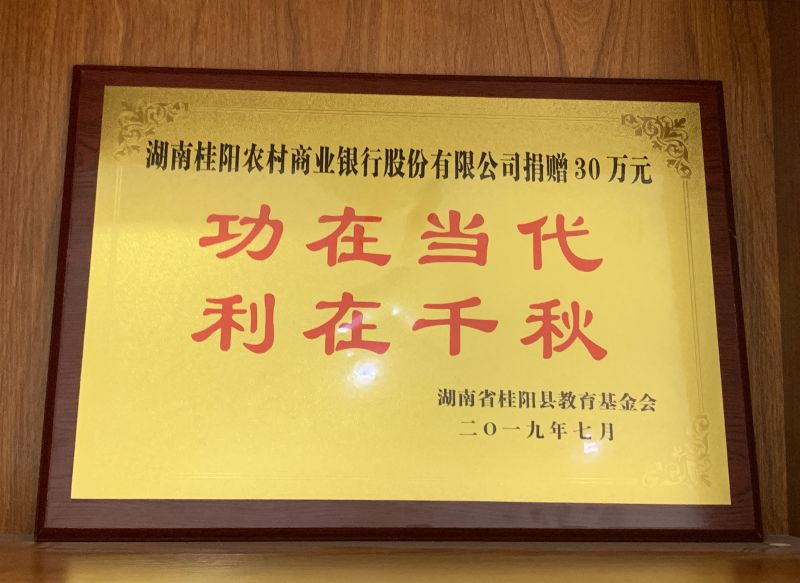 湖南桂阳农村商业银行股份有限公司捐赠30万元
功在当代
利在千秋
湖南省桂阳县教育基金会
二〇一九年七月